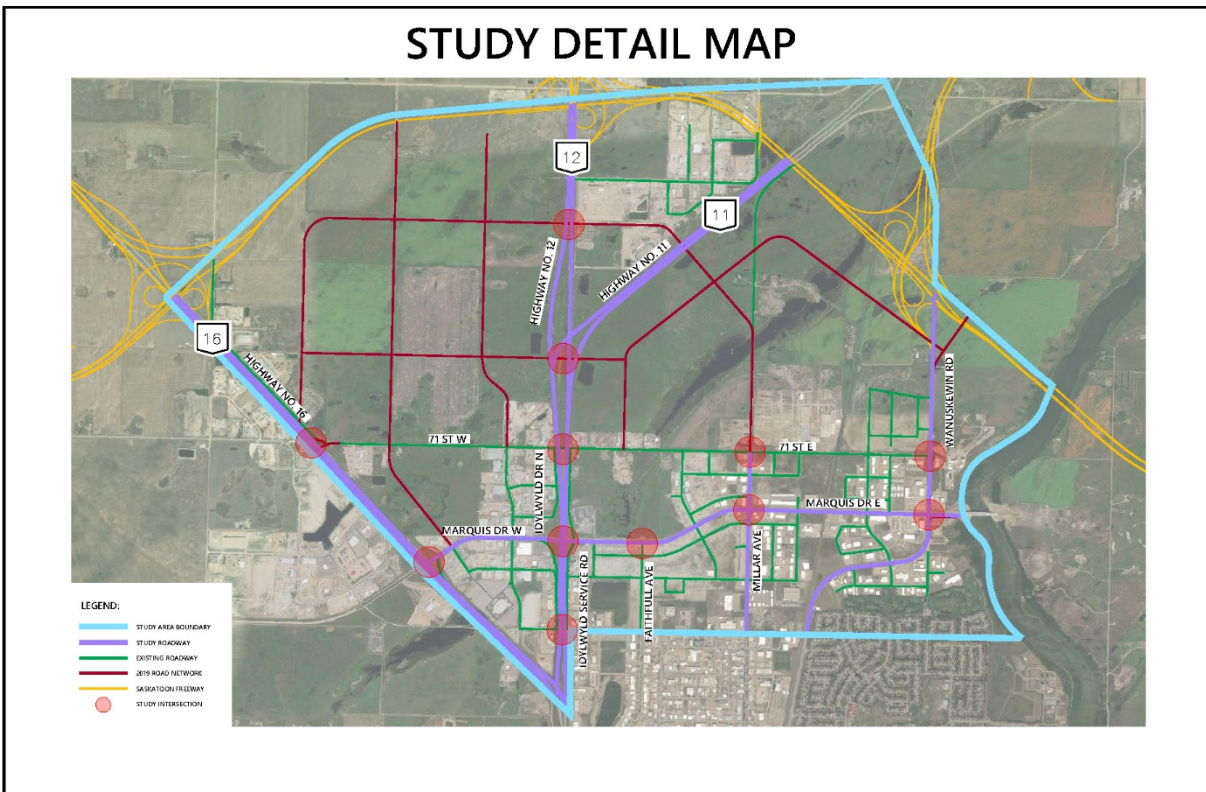 STUDY DETAIL MAP
12
11
HIGHWAY NO. 12
HIGHWAY NO. 11
16
HIGHWAY NO. 16
WANUSKEWIN RD
71 ST W
IDYLWYLD DR N
71 ST E
MARQUIS DR W
MARQUIS DR E
IDYLWYLD SERVICE RD
FAITHFULL AVE
MILLAR AVE
LEGEND:
STUDY AREA BOUNDARY
STUDY ROADWAY
EXISTING ROADWAY
2019 ROAD NETWORK
SASKATOON FREEWAY
STUDY INTERSECTION